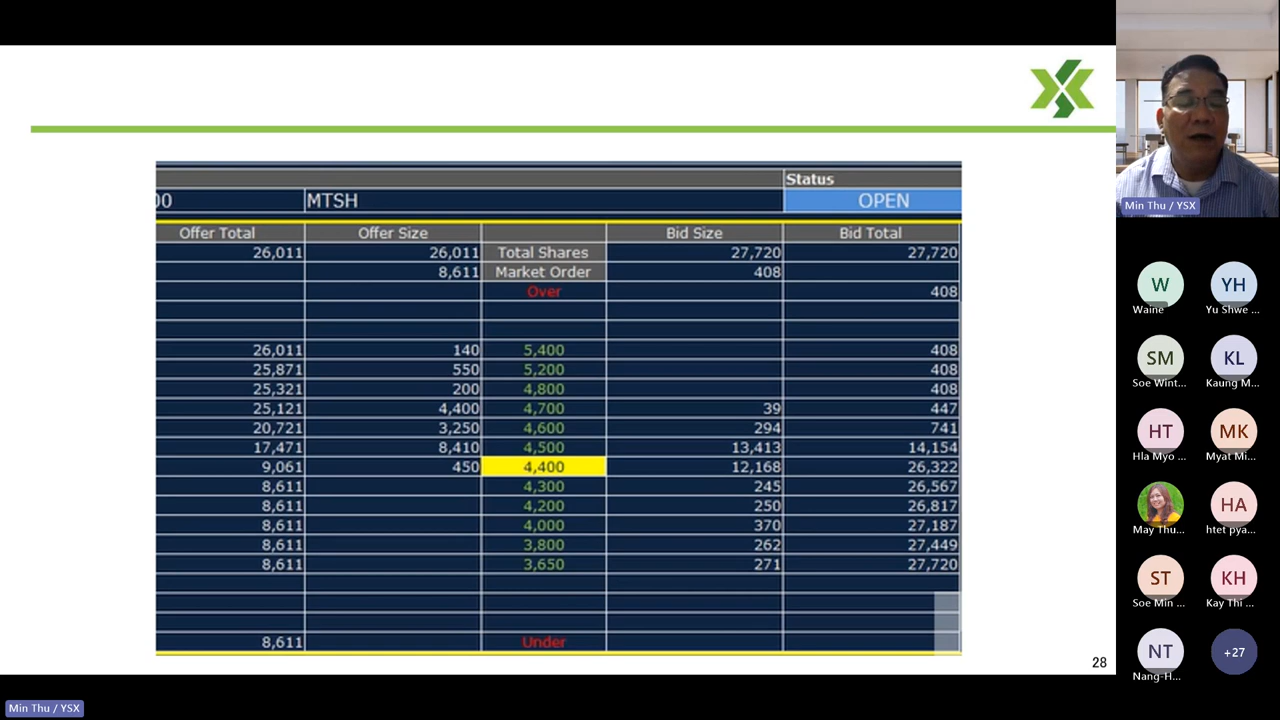 Status
00 MTSH OPEN
Offer Total Offer Size Bid Size Bid Total
26,011 26,011 Total Shares 27,720 27,720
8,611 Market Order 408
Over 408
26,011 140 5,400 408
25,871 550 5,200 408
25,321 200 4,800 408
25,121 4,400 4,700 39 447
20,721 3,250 4,600 294 741
17,471 8,410 4,500 13,413 14,154
9,061 450 4,400 12,168 26,322
8,611 4,300 245 26,567
8,611 4,200 250 26,817
8,611 4,000 370 27,187
8,611 3,800 262 27,449
8,611 3,650 271 27,720
8,611 Under
28
Min Thu / YSX
W YH
Waine Yu Shwe ...
SM KL
Soe Wint... Kaung M...
HT MK
Hla Myo ... Myat Mi...
HA
May Thu... htet pya...
ST KH
Soe Min ... Kay Thi ...
NT +27
Nang-H...
Min Thu / YSX